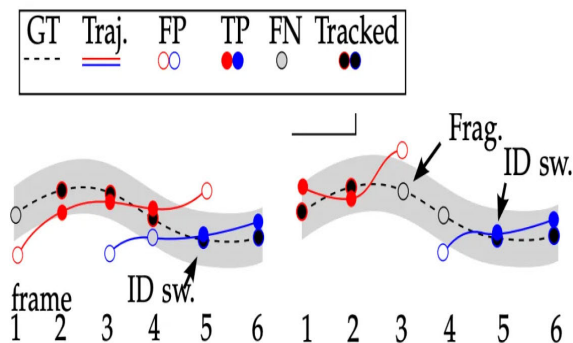 GT Traj. FP TP FN Tracked
Frag.
ID sw.
ID sw.
frame
1 2 3 4 5 6 1 2 3 4 5 6